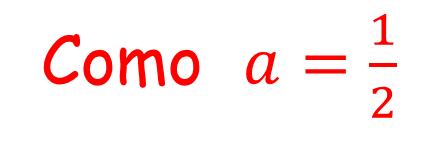 Como a = 1/2